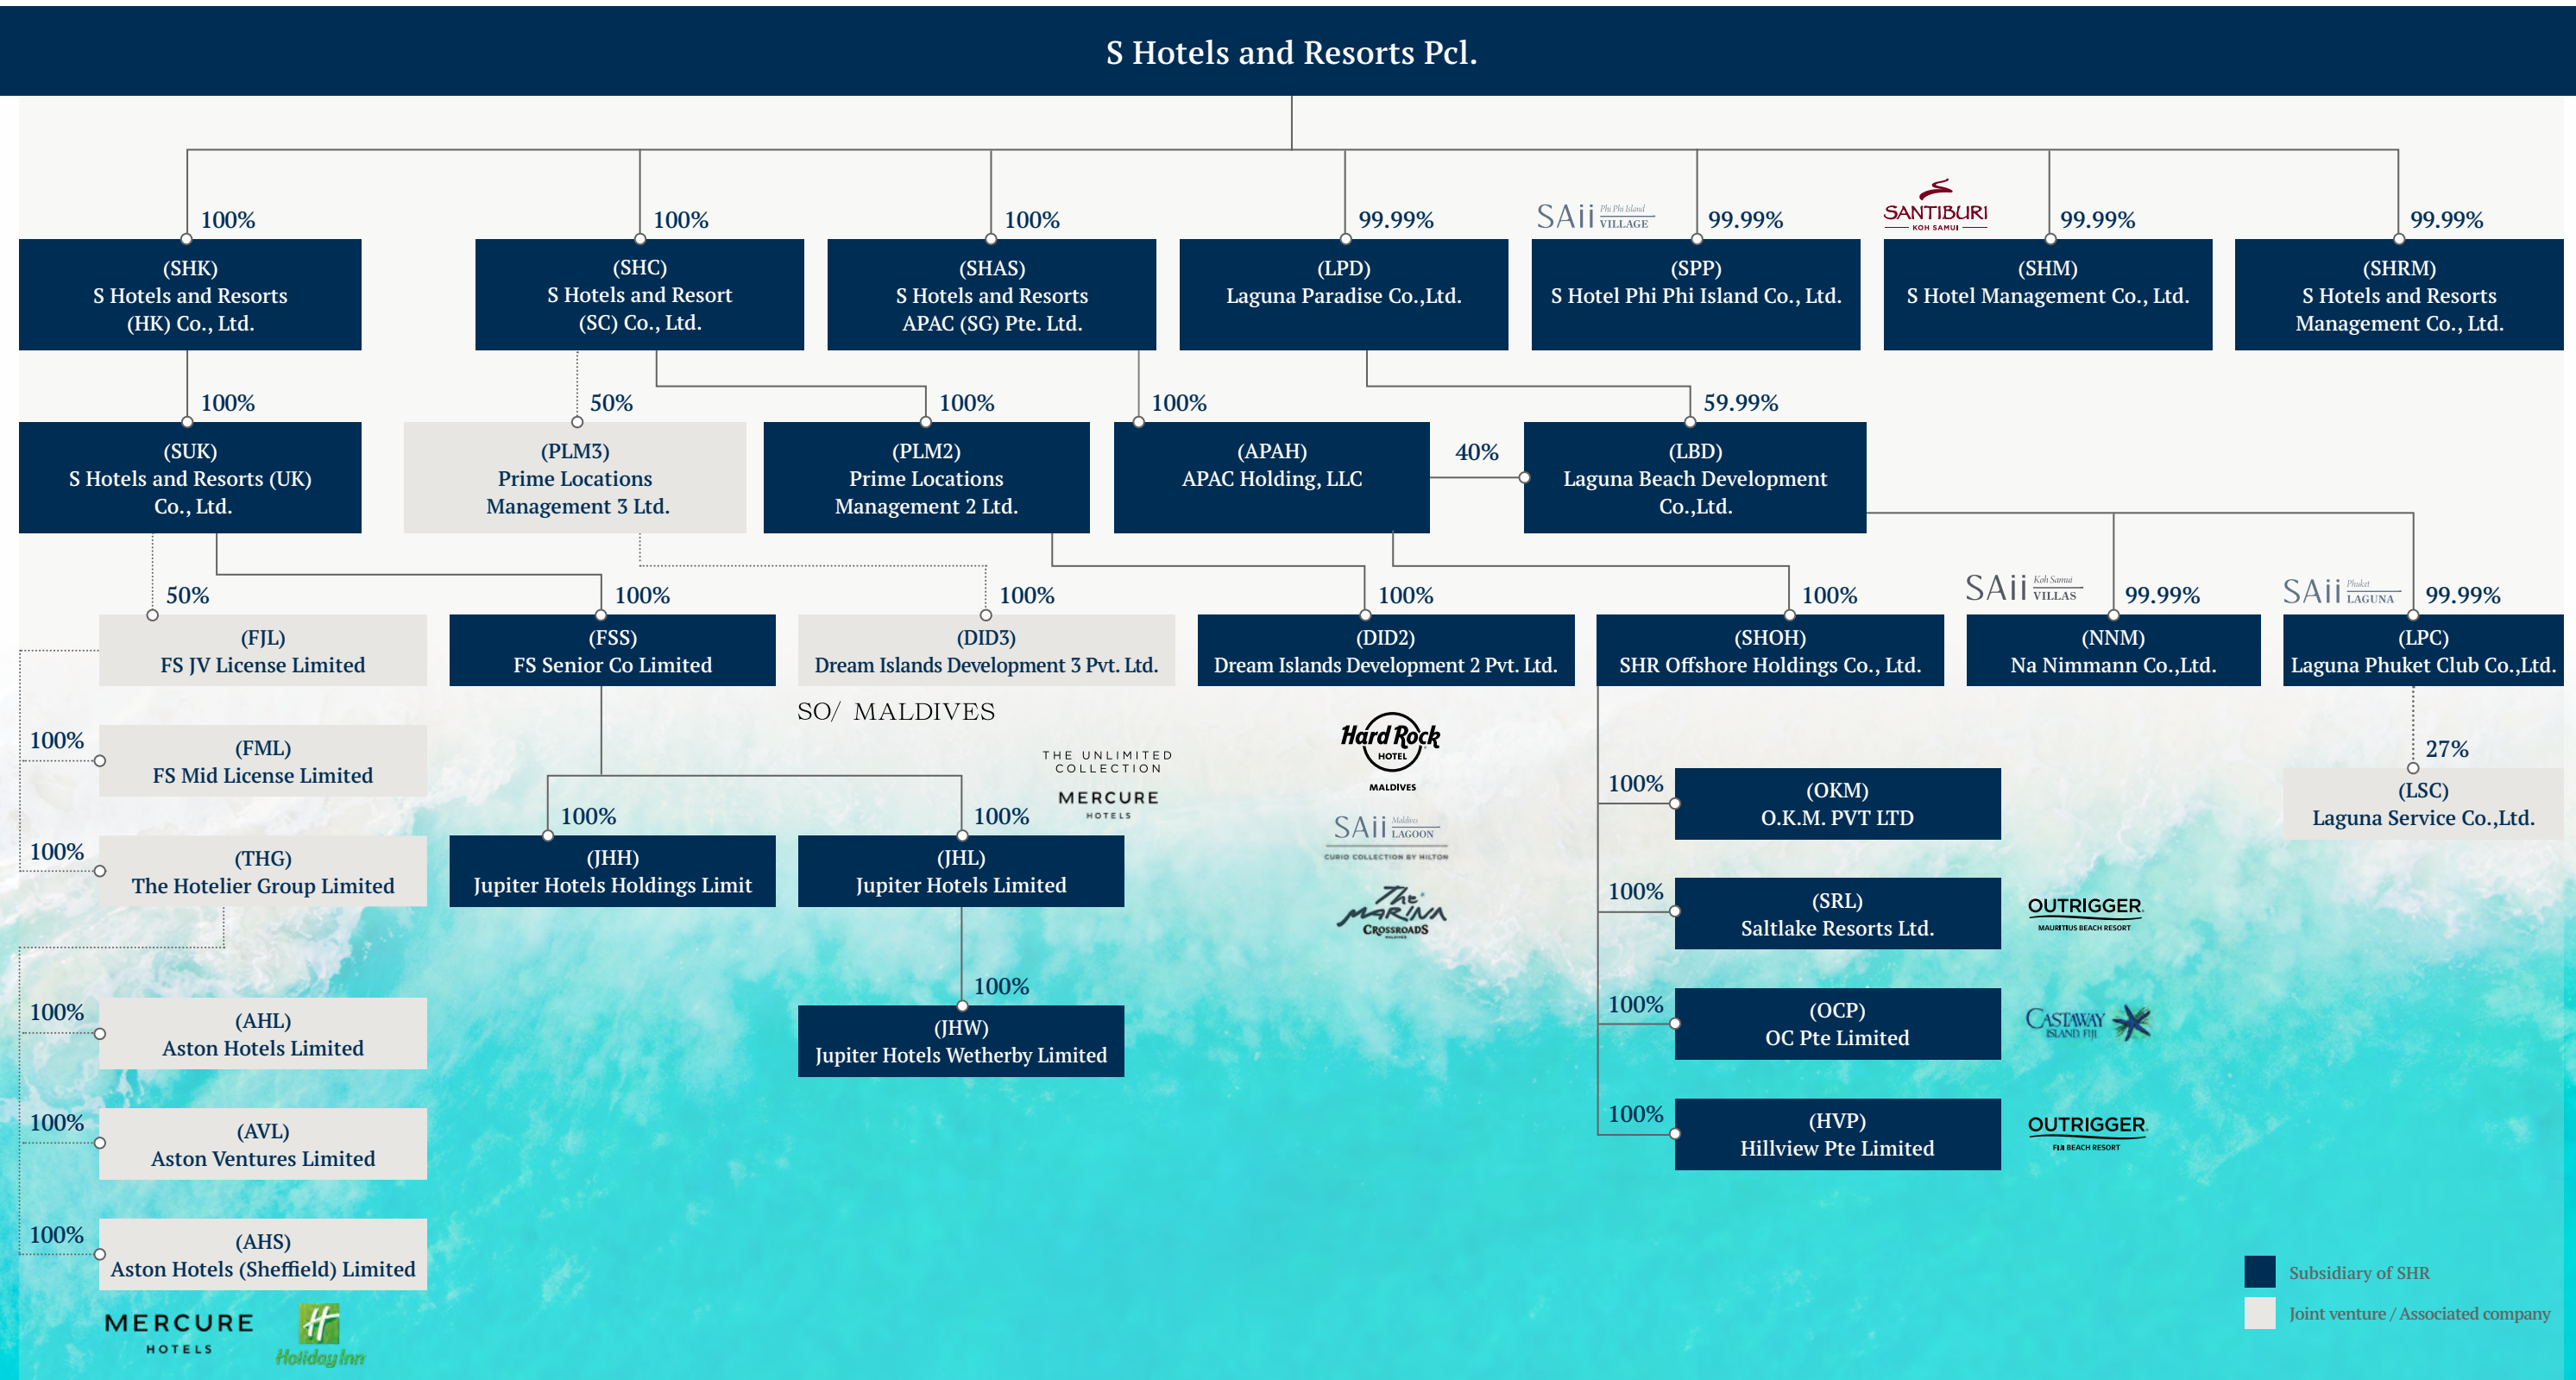 S Hotels and Resorts Pcl.
100%
100%
100%
99.99%
SAii Phi Phi Island VILLAGE
99.99%
SANTIBURI
KOH SAMUI
99.99%
99.99%
(SHK)
S Hotels and Resorts
(HK) Co., Ltd.
(SHC)
S Hotels and Resort
(SC) Co., Ltd.
(SHAS)
S Hotels and Resorts
APAC (SG) Pte. Ltd.
(LPD)
Laguna Paradise Co.,Ltd.
(SPP)
S Hotel Phi Phi Island Co., Ltd.
(SHM)
S Hotel Management Co., Ltd.
(SHRM)
S Hotels and Resorts
Management Co., Ltd.
100%
50%
100%
100%
59.99%
(SUK)
S Hotels and Resorts (UK)
Co., Ltd.
(PLM3)
Prime Locations
Management 3 Ltd.
(PLM2)
Prime Locations
Management 2 Ltd.
(APAH)
APAC Holding, LLC
40%
(LBD)
Laguna Beach Development
Co.,Ltd.
50%
100%
100%
100%
100%
SAii Koh Samui VILLAS
99.99%
SAii Phuket LAGUNA
99.99%
(FJL)
FS JV License Limited
(FSS)
FS Senior Co Limited
(DID3)
Dream Islands Development 3 Pvt. Ltd.
(DID2)
Dream Islands Development 2 Pvt. Ltd.
(SHOH)
SHR Offshore Holdings Co., Ltd.
(NNM)
Na Nimmann Co.,Ltd.
(LPC)
Laguna Phuket Club Co.,Ltd.
SO/ MALDIVES
100%
(FML)
FS Mid License Limited
THE UNLIMITED
COLLECTION
MERCURE
HOTELS
Hard Rock
HOTEL
MALDIVES
SAii Maldives LAGOON
CURIO COLLECTION BY HILTON
The
MARINA
CROSSROADS
MALDIVES
100%
(OKM)
O.K.M. PVT LTD
27%
(LSC)
Laguna Service Co.,Ltd.
100%
(THG)
The Hotelier Group Limited
100%
(JHH)
Jupiter Hotels Holdings Limit
100%
(JHL)
Jupiter Hotels Limited
100%
(SRL)
Saltlake Resorts Ltd.
OUTRIGGER
MAURITIUS BEACH RESORT
100%
(AHL)
Aston Hotels Limited
100%
(JHW)
Jupiter Hotels Wetherby Limited
100%
(OCP)
OC Pte Limited
CASTAWAY
ISLAND FIJI
100%
(AVL)
Aston Ventures Limited
100%
(HVP)
Hillview Pte Limited
OUTRIGGER
FIJI BEACH RESORT
100%
(AHS)
Aston Hotels (Sheffield) Limited
MERCURE
HOTELS
H
Holiday Inn
Subsidiary of SHR
Joint venture / Associated company